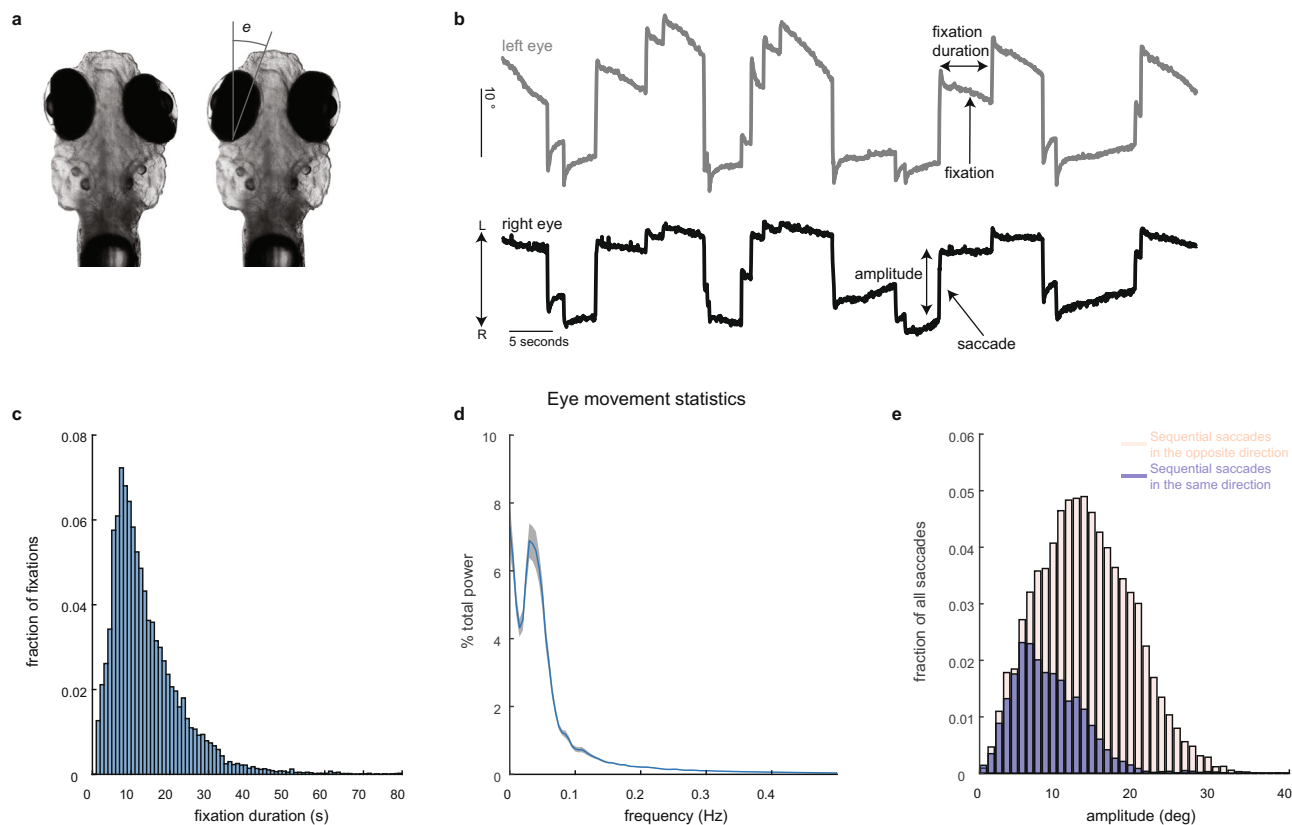 a
e
b
left eye
10 °
fixation
duration
fixation
right eye
L
R
5 seconds
amplitude
saccade
Eye movement statistics
c
0.08
0.06
0.04
0.02
0
fraction of fixations
0 10 20 30 40 50 60 70 80
fixation duration (s)
d
10
8
6
4
2
0
% total power
0 0.1 0.2 0.3 0.4
frequency (Hz)
e
0.06
0.05
0.04
0.03
0.02
0.01
0
fraction of all saccades
Sequential saccades
in the opposite direction
Sequential saccades
in the same direction
0 10 20 30 40
amplitude (deg)